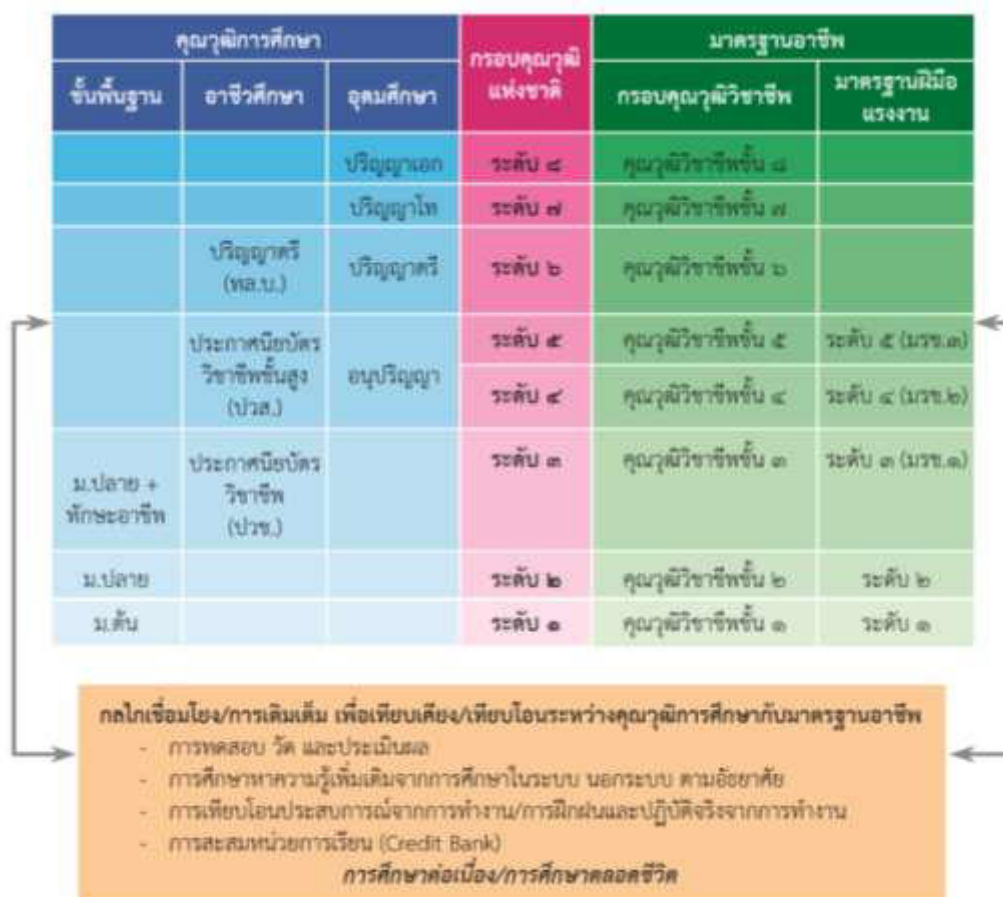 คุณวุฒิการศึกษา
กรอบคุณวุฒิ
แห่งชาติ
มาตรฐานอาชีพ
ขั้นพื้นฐาน อาชีวศึกษา อุดมศึกษา กรอบคุณวุฒิวิชาชีพ
มาตรฐานฝีมือ
แรงงาน
ปริญญาเอก ระดับ ๘ คุณวุฒิวิชาชีพชั้น ๘
ปริญญาโท ระดับ ๗ คุณวุฒิวิชาชีพชั้น ๗
ปริญญาตรี
(ทล.บ.)
ปริญญาตรี ระดับ ๖ คุณวุฒิวิชาชีพชั้น ๖
ประกาศนียบัตร
วิชาชีพชั้นสูง
(ปวส.)
อนุปริญญา
ระดับ ๕ คุณวุฒิวิชาชีพชั้น ๕ ระดับ ๕ (มรช.๓)
ระดับ ๔ คุณวุฒิวิชาชีพชั้น ๔ ระดับ ๔ (มรช.๒)
ม.ปลาย +
ทักษะอาชีพ
ประกาศนียบัตร
วิชาชีพ
(ปวช.)
ระดับ ๓ คุณวุฒิวิชาชีพชั้น ๓ ระดับ ๓ (มรช.๑)
ม.ปลาย ระดับ ๒ คุณวุฒิวิชาชีพชั้น ๒ ระดับ ๒
ม.ต้น ระดับ ๑ คุณวุฒิวิชาชีพชั้น ๑ ระดับ ๑
กลไกเชื่อมโยง/การเติมเต็ม เพื่อเทียบเคียง/เทียบโอนระหว่างคุณวุฒิการศึกษากับมาตรฐานอาชีพ
- การทดสอบ วัด และประเมินผล
- การศึกษาหาความรู้เพิ่มเติมจากการศึกษาในระบบ นอกระบบ ตามอัธยาศัย
- การเทียบโอนประสบการณ์จากการทำงาน/การฝึกฝนและปฏิบัติจริงจากการทำงาน
- การสะสมหน่วยการเรียน (Credit Bank)
การศึกษาต่อเนื่อง/การศึกษาตลอดชีวิต